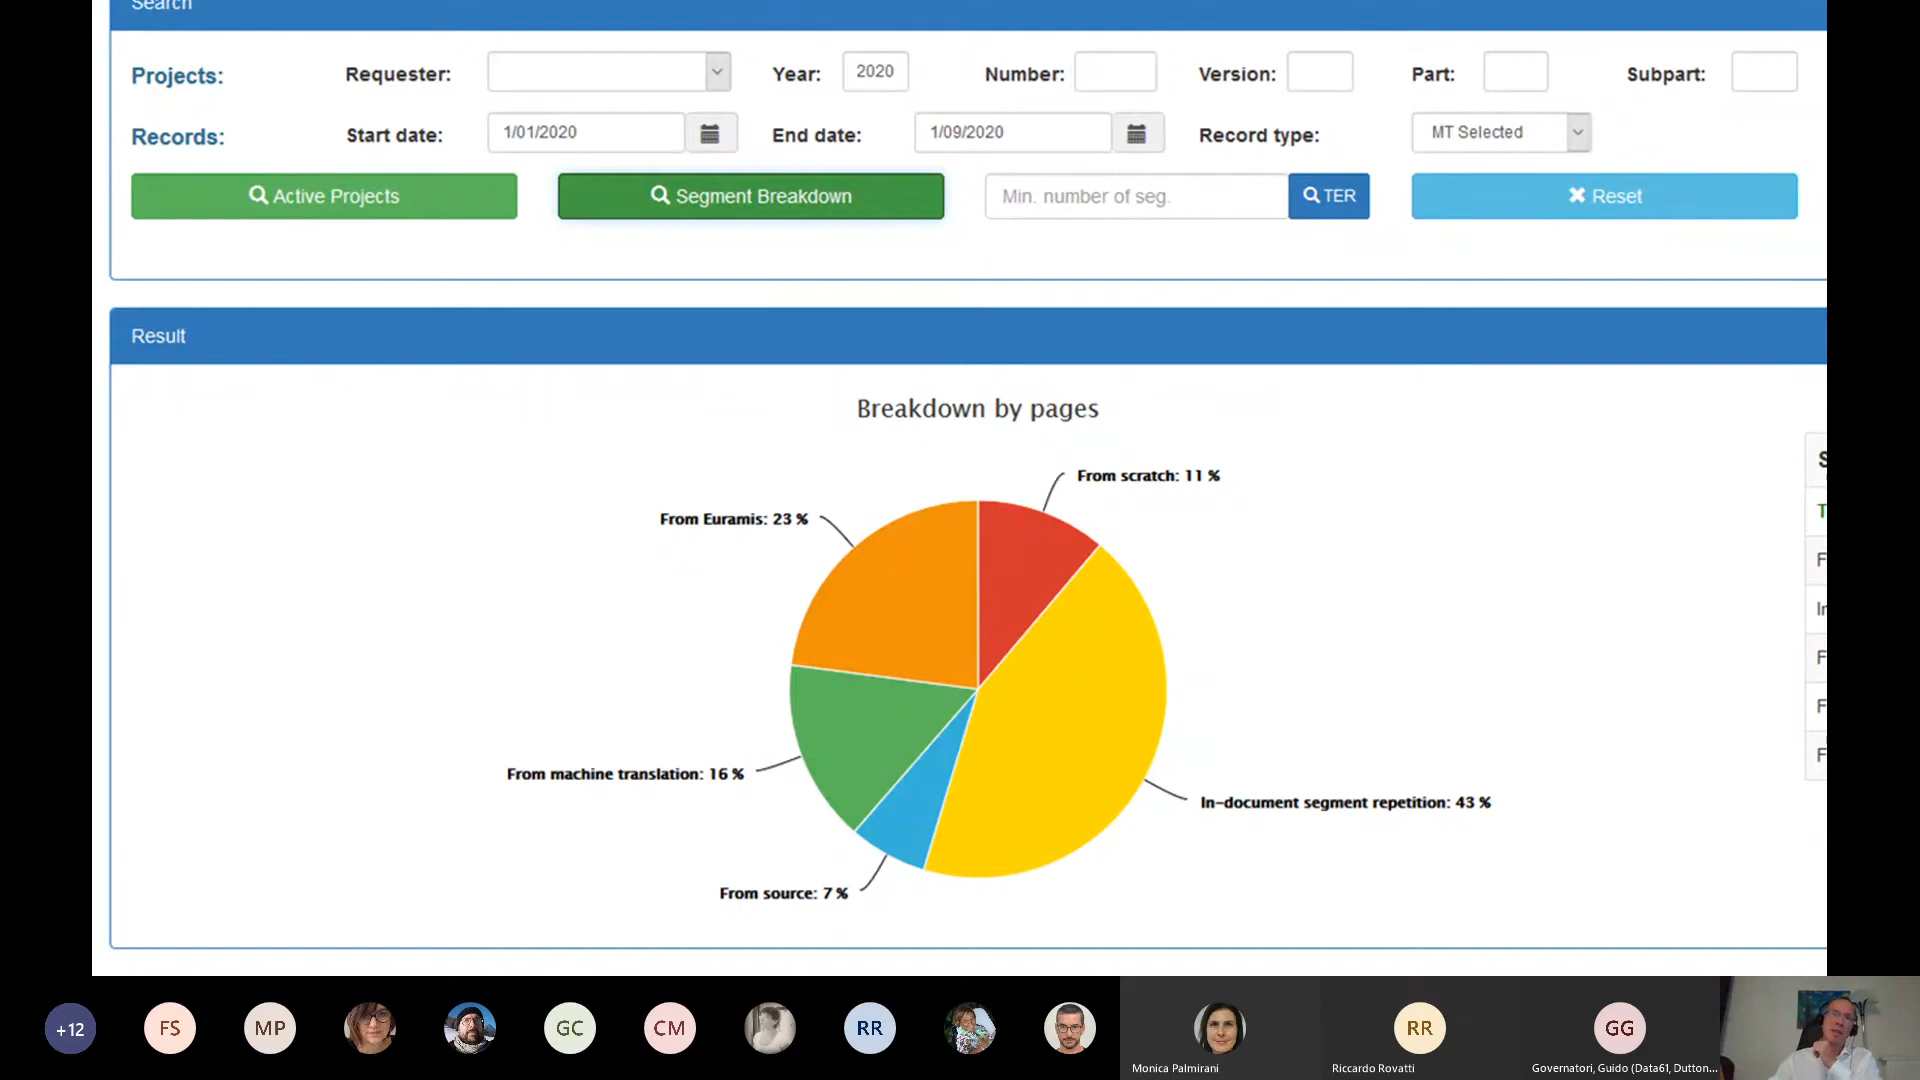 Search
Projects: Requester: Year: 2020 Number: Version: Part: Subpart:
Records: Start date: 1/01/2020 End date: 1/09/2020 Record type: MT Selected
Active Projects Segment Breakdown Min. number of seg. TER Reset
Result
Breakdown by pages
From scratch: 11 %
From Euramis: 23 %
From machine translation: 16 %
In-document segment repetition: 43 %
From source: 7 %
+12 FS MP GC CM RR RR GG
Monica Palmirani Riccardo Rovatti Governatori, Guido (Data61, Dutton...